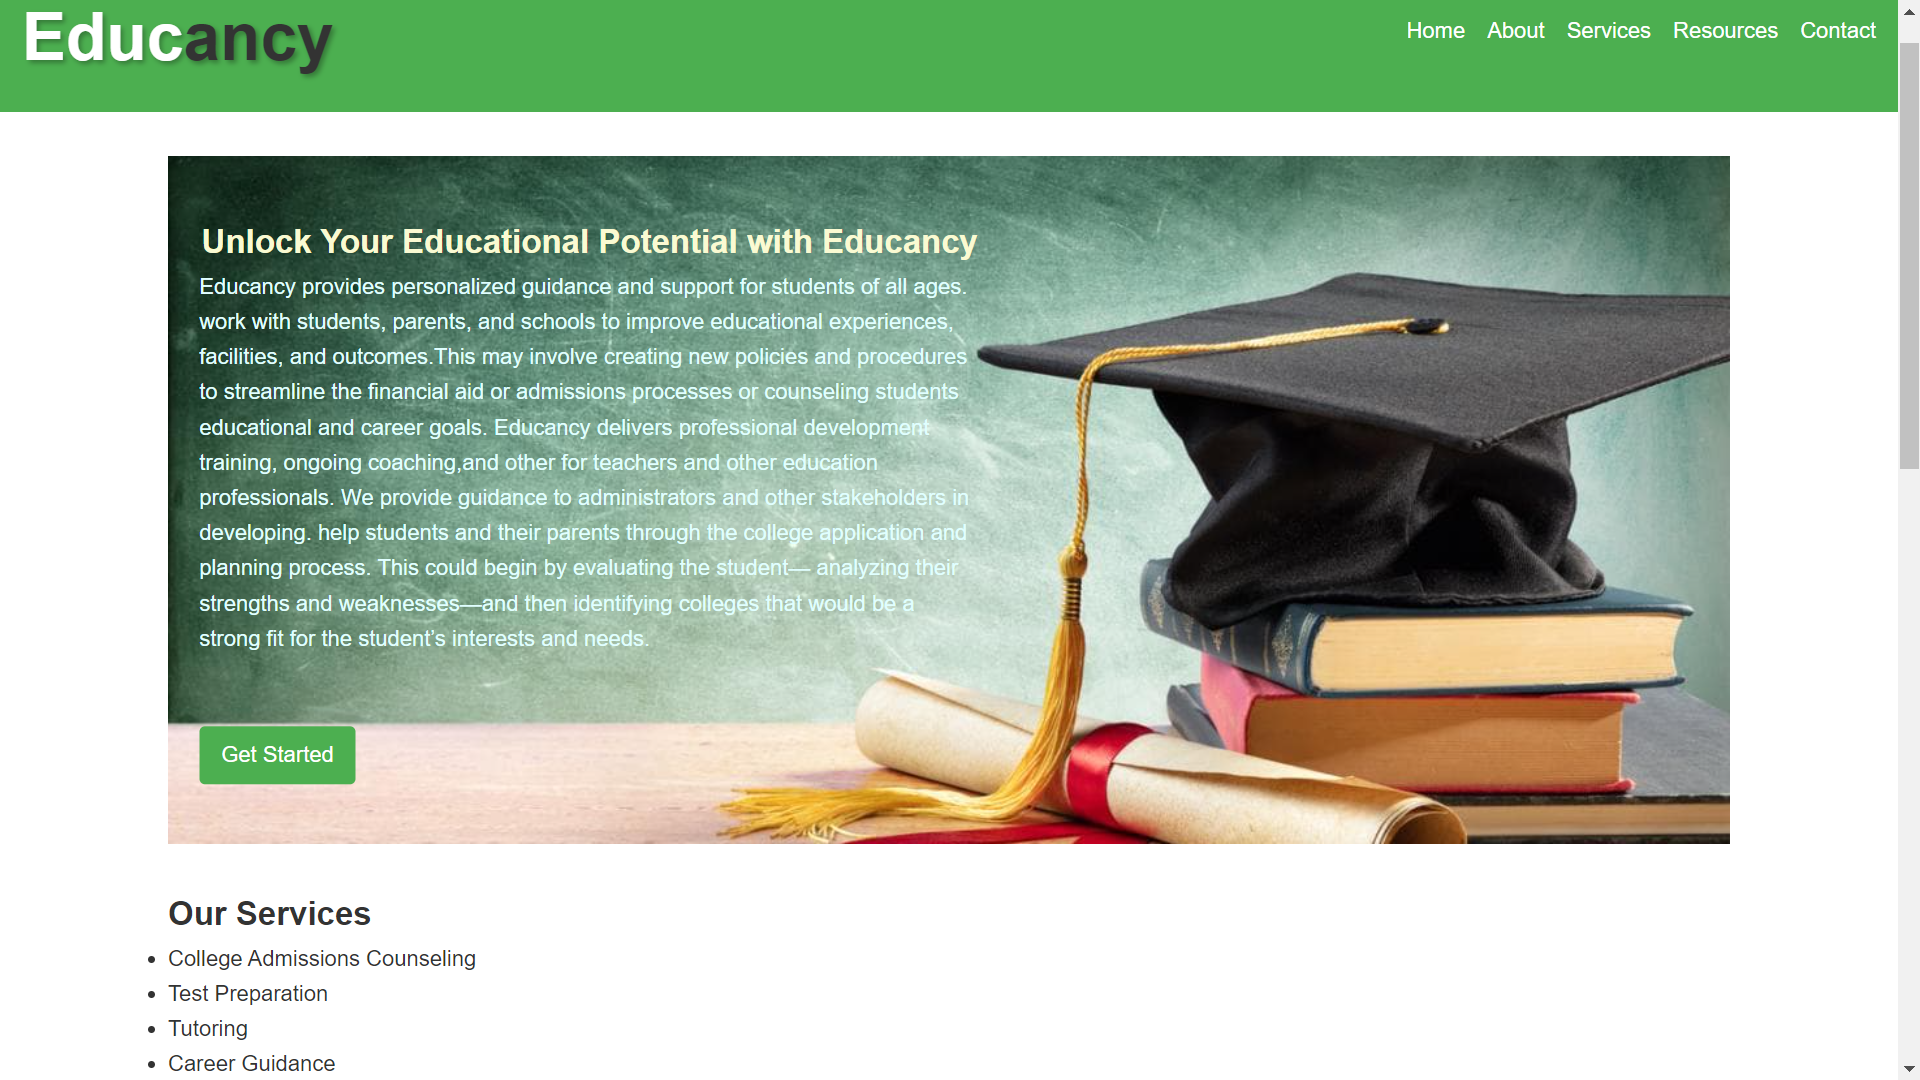 Educancy
Home About Services Resources Contact
Unlock Your Educational Potential with Educancy
Educancy provides personalized guidance and support for students of all ages.
work with students, parents, and schools to improve educational experiences,
facilities, and outcomes.This may involve creating new policies and procedures
to streamline the financial aid or admissions processes or counseling students
educational and career goals. Educancy delivers professional development
training, ongoing coaching,and other for teachers and other education
professionals. We provide guidance to administrators and other stakeholders in
developing. help students and their parents through the college application and
planning process. This could begin by evaluating the student— analyzing their
strengths and weaknesses—and then identifying colleges that would be a
strong fit for the student’s interests and needs.
Get Started
Our Services
• College Admissions Counseling
• Test Preparation
• Tutoring
• Career Guidance